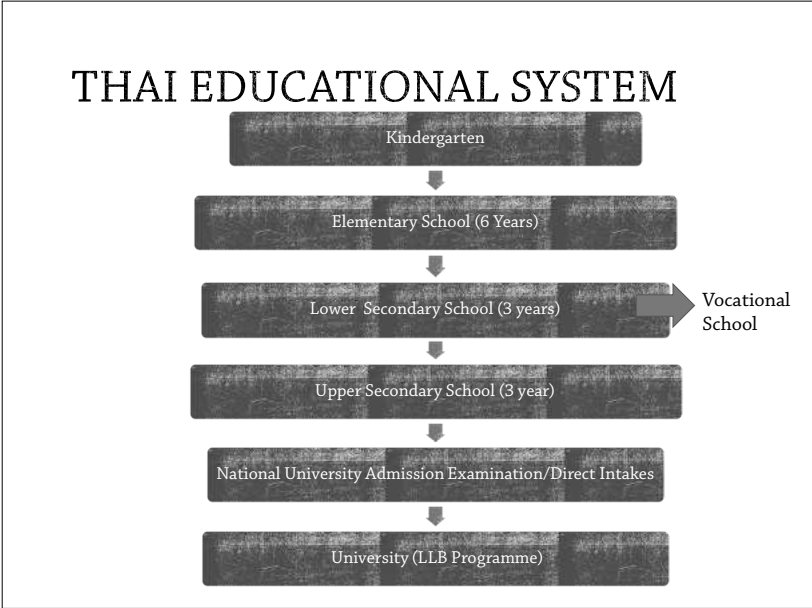 THAI EDUCATIONAL SYSTEM
Kindergarten
Elementary School (6 Years)
Lower Secondary School (3 years)
Vocational
School
Upper Secondary School (3 year)
National University Admission Examination/Direct Intakes
University (LLB Programme)